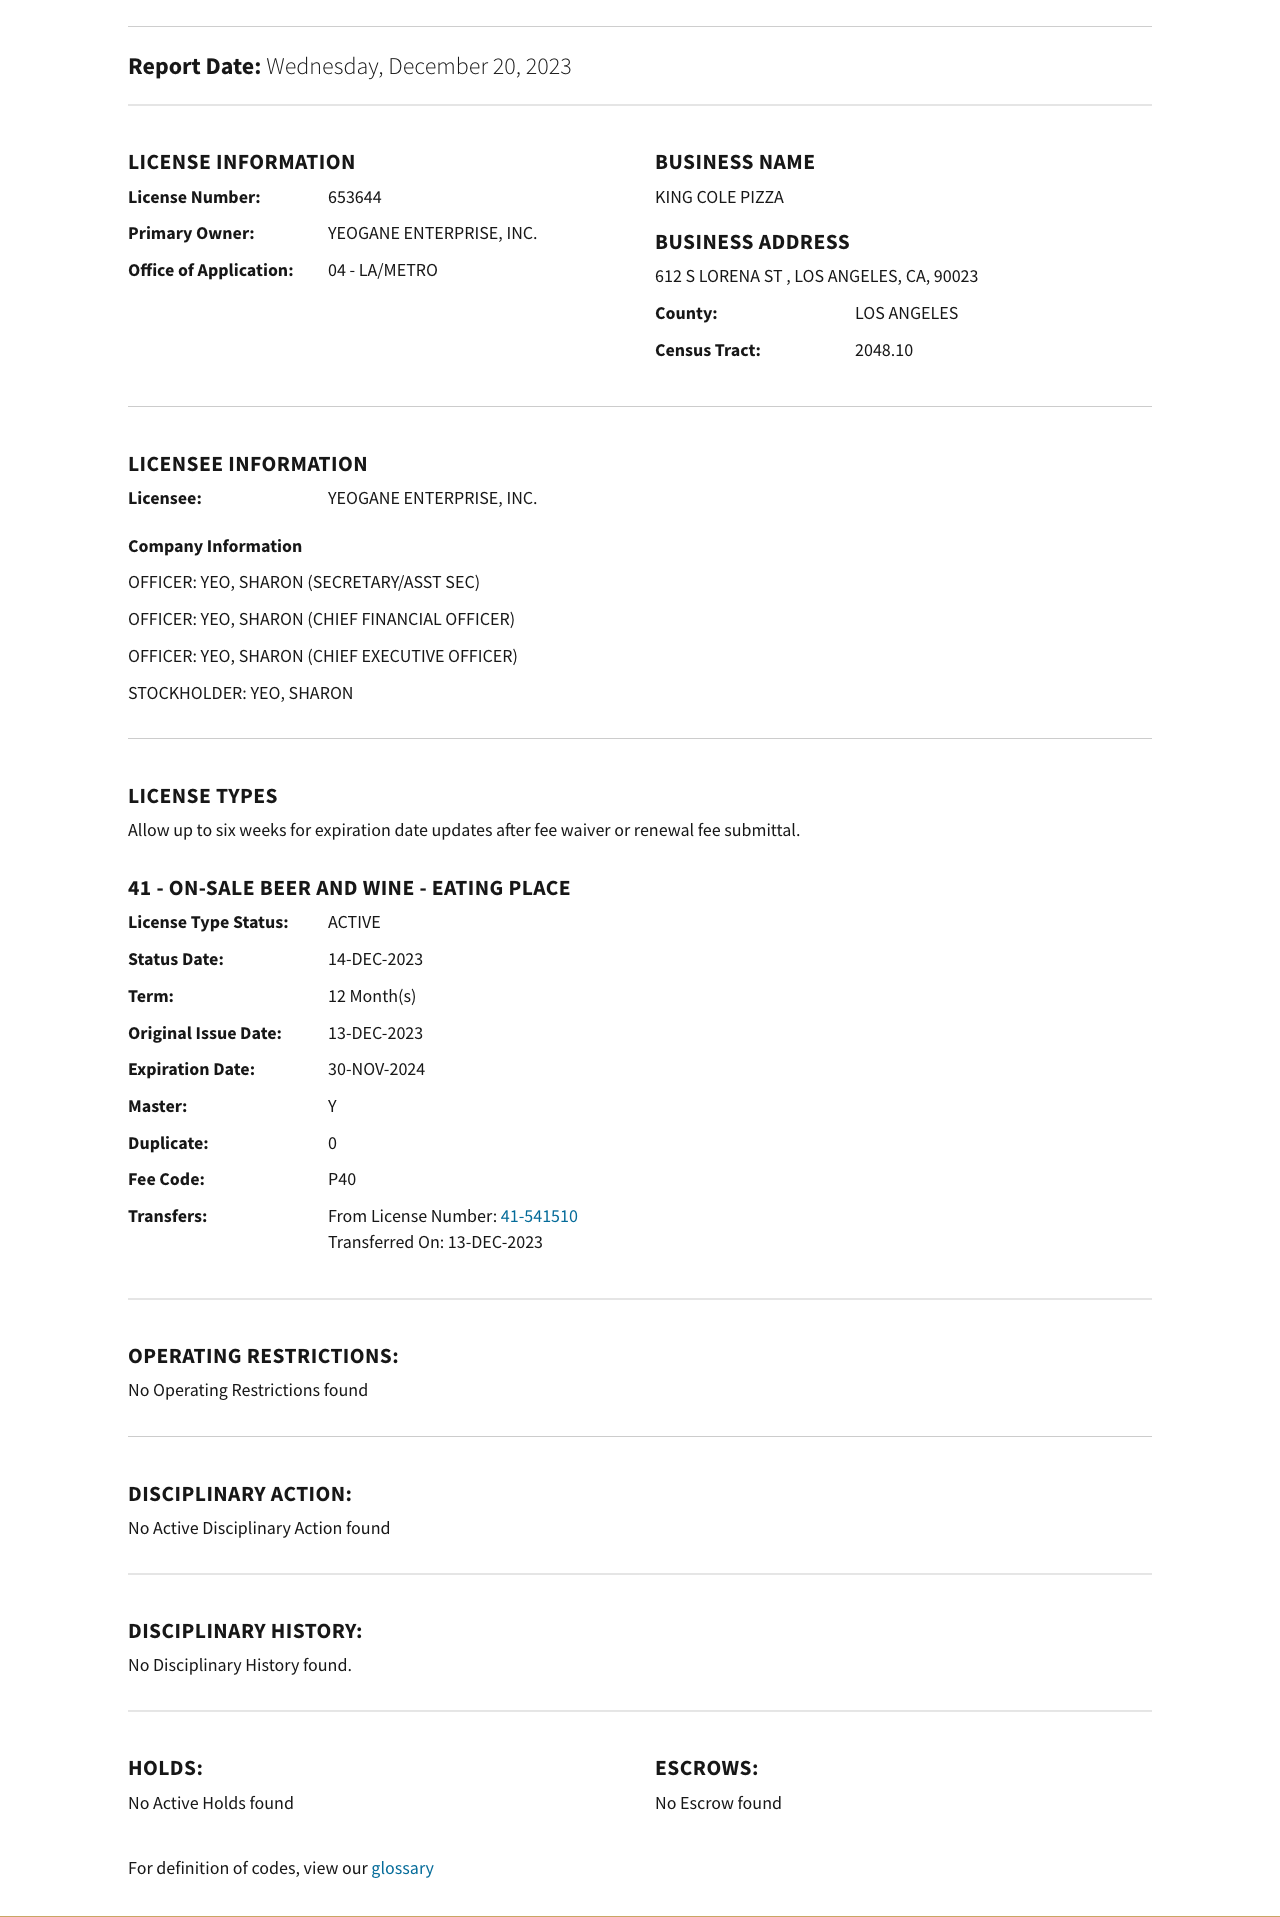 Report Date: Wednesday, December 20, 2023
LICENSE INFORMATION
License Number: 653644
Primary Owner: YEOGANE ENTERPRISE, INC.
Office of Application: 04 - LA/METRO
BUSINESS NAME
KING COLE PIZZA
BUSINESS ADDRESS
612 S LORENA ST , LOS ANGELES, CA, 90023
County: LOS ANGELES
Census Tract: 2048.10
LICENSEE INFORMATION
Licensee: YEOGANE ENTERPRISE, INC.
Company Information
OFFICER: YEO, SHARON (SECRETARY/ASST SEC)
OFFICER: YEO, SHARON (CHIEF FINANCIAL OFFICER)
OFFICER: YEO, SHARON (CHIEF EXECUTIVE OFFICER)
STOCKHOLDER: YEO, SHARON
LICENSE TYPES
Allow up to six weeks for expiration date updates after fee waiver or renewal fee submittal.
41 - ON-SALE BEER AND WINE - EATING PLACE
License Type Status: ACTIVE
Status Date: 14-DEC-2023
Term: 12 Month(s)
Original Issue Date: 13-DEC-2023
Expiration Date: 30-NOV-2024
Master: Y
Duplicate: 0
Fee Code: P40
Transfers: From License Number: 41-541510
Transferred On: 13-DEC-2023
OPERATING RESTRICTIONS:
No Operating Restrictions found
DISCIPLINARY ACTION:
No Active Disciplinary Action found
DISCIPLINARY HISTORY:
No Disciplinary History found.
HOLDS:
No Active Holds found
ESCROWS:
No Escrow found
For definition of codes, view our glossary